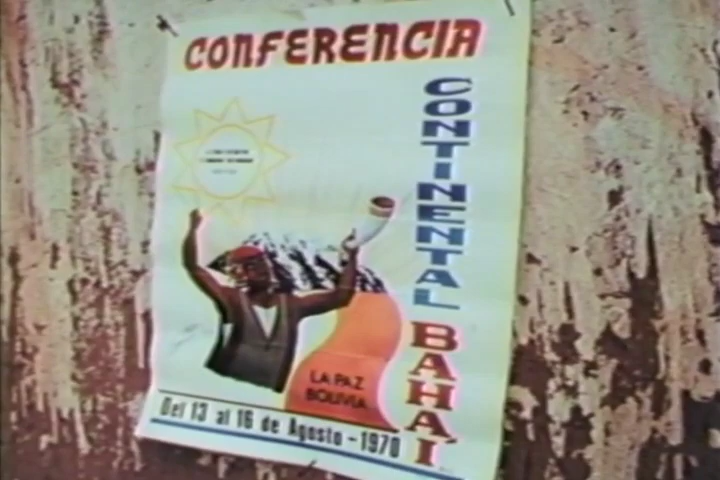 CONFERENCIA
CONTINENTAL
BAHA'I
LA PAZ
BOLIVIA
Del 13 al 16 de Agosto - 1970